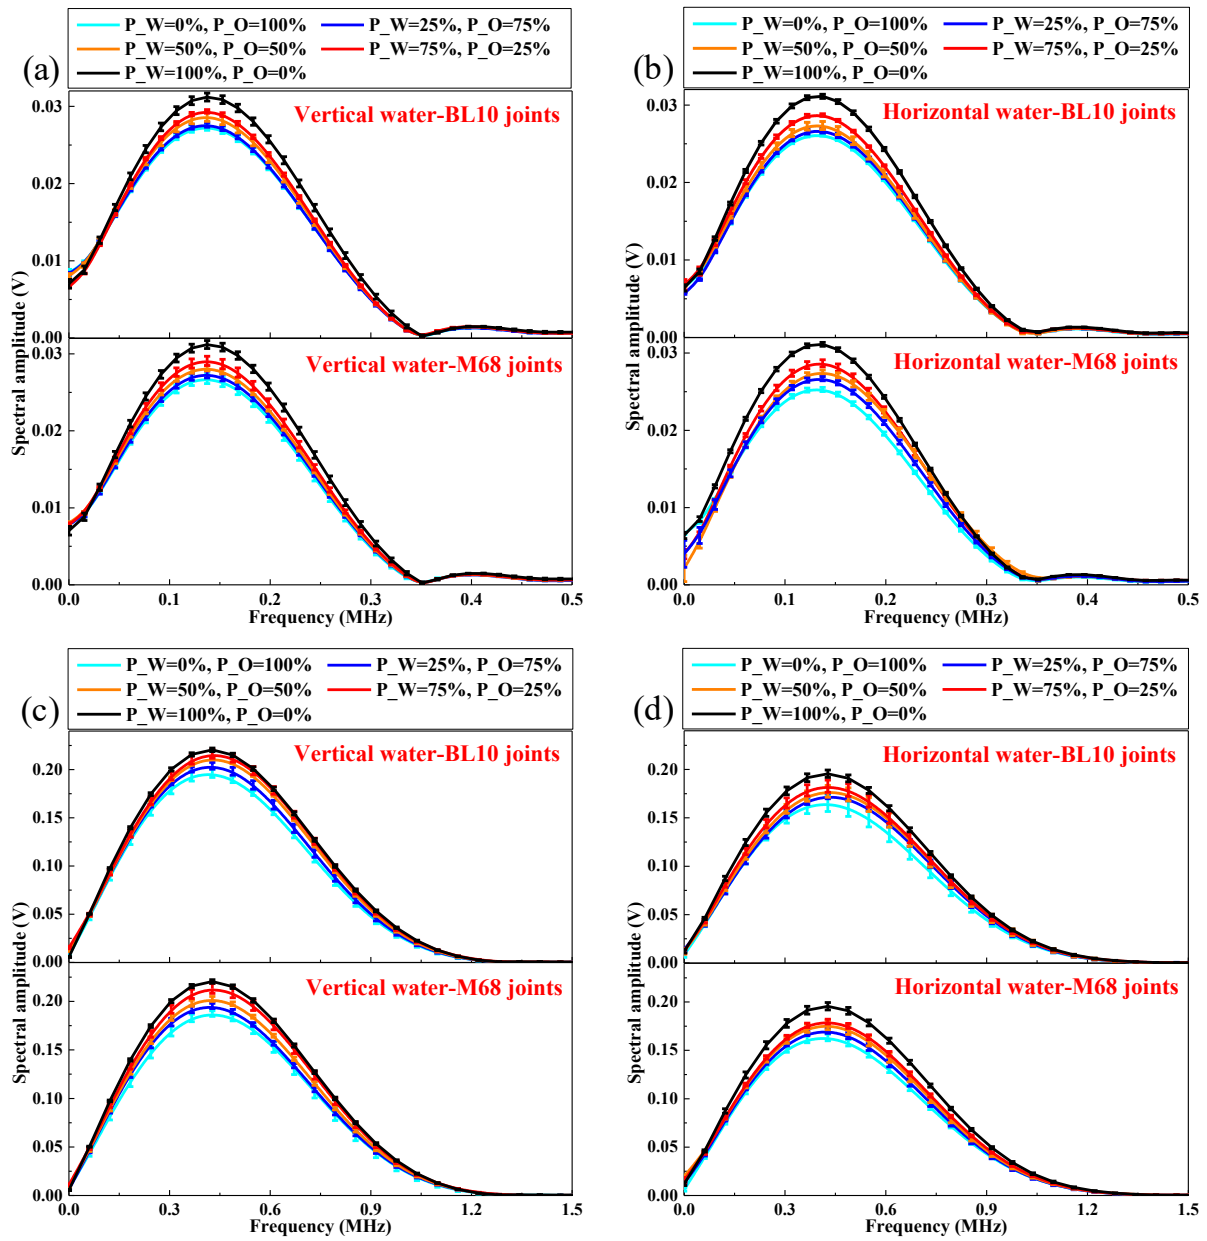 P_W=0%, P_O=100% P_W=25%, P_O=75%
P_W=50%, P_O=50% P_W=75%, P_O=25%
P_W=100%, P_O=0%
(a)
Vertical water-BL10 joints
0.03
0.02
0.01
0.00
Vertical water-M68 joints
0.03
0.02
0.01
0.00
Spectral amplitude (V)
0.0 0.1 0.2 0.3 0.4 0.5
Frequency (MHz)
P_W=0%, P_O=100% P_W=25%, P_O=75%
P_W=50%, P_O=50% P_W=75%, P_O=25%
P_W=100%, P_O=0%
(b)
Horizontal water-BL10 joints
0.03
0.02
0.01
0.00
Horizontal water-M68 joints
0.03
0.02
0.01
0.00
Spectral amplitude (V)
0.0 0.1 0.2 0.3 0.4 0.5
Frequency (MHz)
P_W=0%, P_O=100% P_W=25%, P_O=75%
P_W=50%, P_O=50% P_W=75%, P_O=25%
P_W=100%, P_O=0%
(c)
Vertical water-BL10 joints
0.20
0.15
0.10
0.05
0.00
Vertical water-M68 joints
0.20
0.15
0.10
0.05
0.00
Spectral amplitude (V)
0.0 0.3 0.6 0.9 1.2 1.5
Frequency (MHz)
P_W=0%, P_O=100% P_W=25%, P_O=75%
P_W=50%, P_O=50% P_W=75%, P_O=25%
P_W=100%, P_O=0%
(d)
Horizontal water-BL10 joints
0.20
0.15
0.10
0.05
0.00
Horizontal water-M68 joints
0.20
0.15
0.10
0.05
0.00
Spectral amplitude (V)
0.0 0.3 0.6 0.9 1.2 1.5
Frequency (MHz)